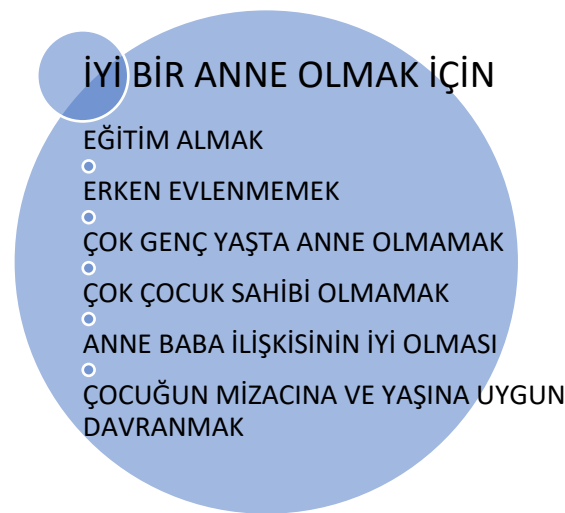 İYİ BİR ANNE OLMAK İÇİN
EĞİTİM ALMAK
ERKEN EVLENMEMEK
ÇOK GENÇ YAŞTA ANNE OLMAMAK
ÇOK ÇOCUK SAHİBİ OLMAMAK
ANNE BABA İLİŞKİSİNİN İYİ OLMASI
ÇOCUĞUN MİZACINA VE YAŞINA UYGUN
DAVRANMAK